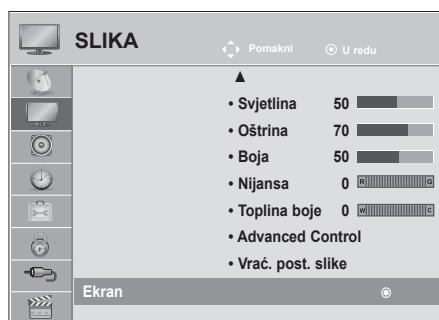 SLIKA
Pomakni
U redu
• Svjetlina 50
• Oštrina 70
• Boja 50
• Nijansa 0 R G
• Toplina boje 0 W C
• Advanced Control
• Vrać. post. slike
Ekran